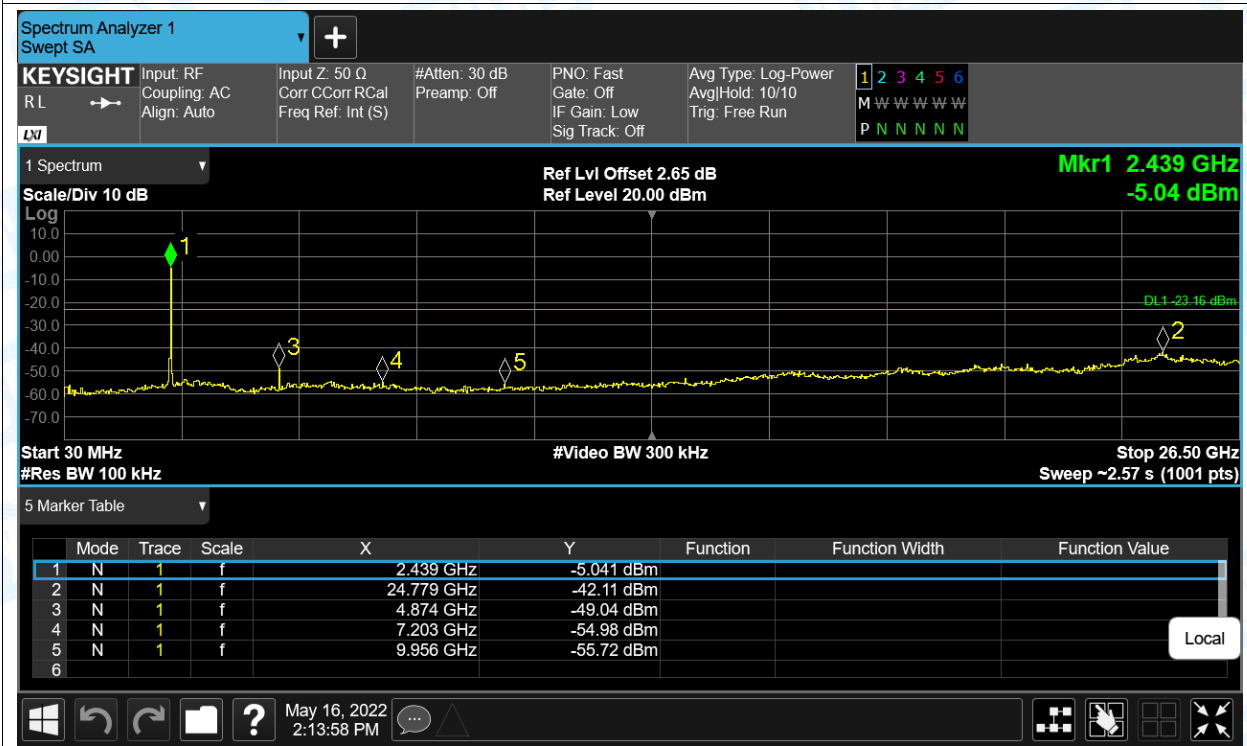 Spectrum Analyzer 1
Swept SA
KEYSIGHT Input: RF Input Z: 50 Ω #Atten: 30 dB PNO: Fast Avg Type: Log-Power 1 2 3 4 5 6
R L Coupling: AC Corr CCorr RCal Preamp: Off Gate: Off Avg|Hold: 10/10 M W W W W W
Align: Auto Freq Ref: Int (S) IF Gain: Low Trig: Free Run
LXI Sig Track: Off P N N N N N
1 Spectrum
Ref Lvl Offset 2.65 dB Mkr1 2.439 GHz
Scale/Div 10 dB Ref Level 20.00 dBm -5.04 dBm
Log
10.0
1
0.00
-10.0
-20.0
DL1 -23.16 dBm
-30.0
2
3
-40.0
4 5
-50.0
-60.0
-70.0
Start 30 MHz #Video BW 300 kHz Stop 26.50 GHz
#Res BW 100 kHz Sweep ~2.57 s (1001 pts)
5 Marker Table
Mode Trace Scale X Y Function Function Width Function Value
1 N 1 f 2.439 GHz -5.041 dBm
2 N 1 f 24.779 GHz -42.11 dBm
3 N 1 f 4.874 GHz -49.04 dBm
4 N 1 f 7.203 GHz -54.98 dBm
5 N 1 f 9.956 GHz -55.72 dBm
6
Local
? May 16, 2022
2:13:58 PM